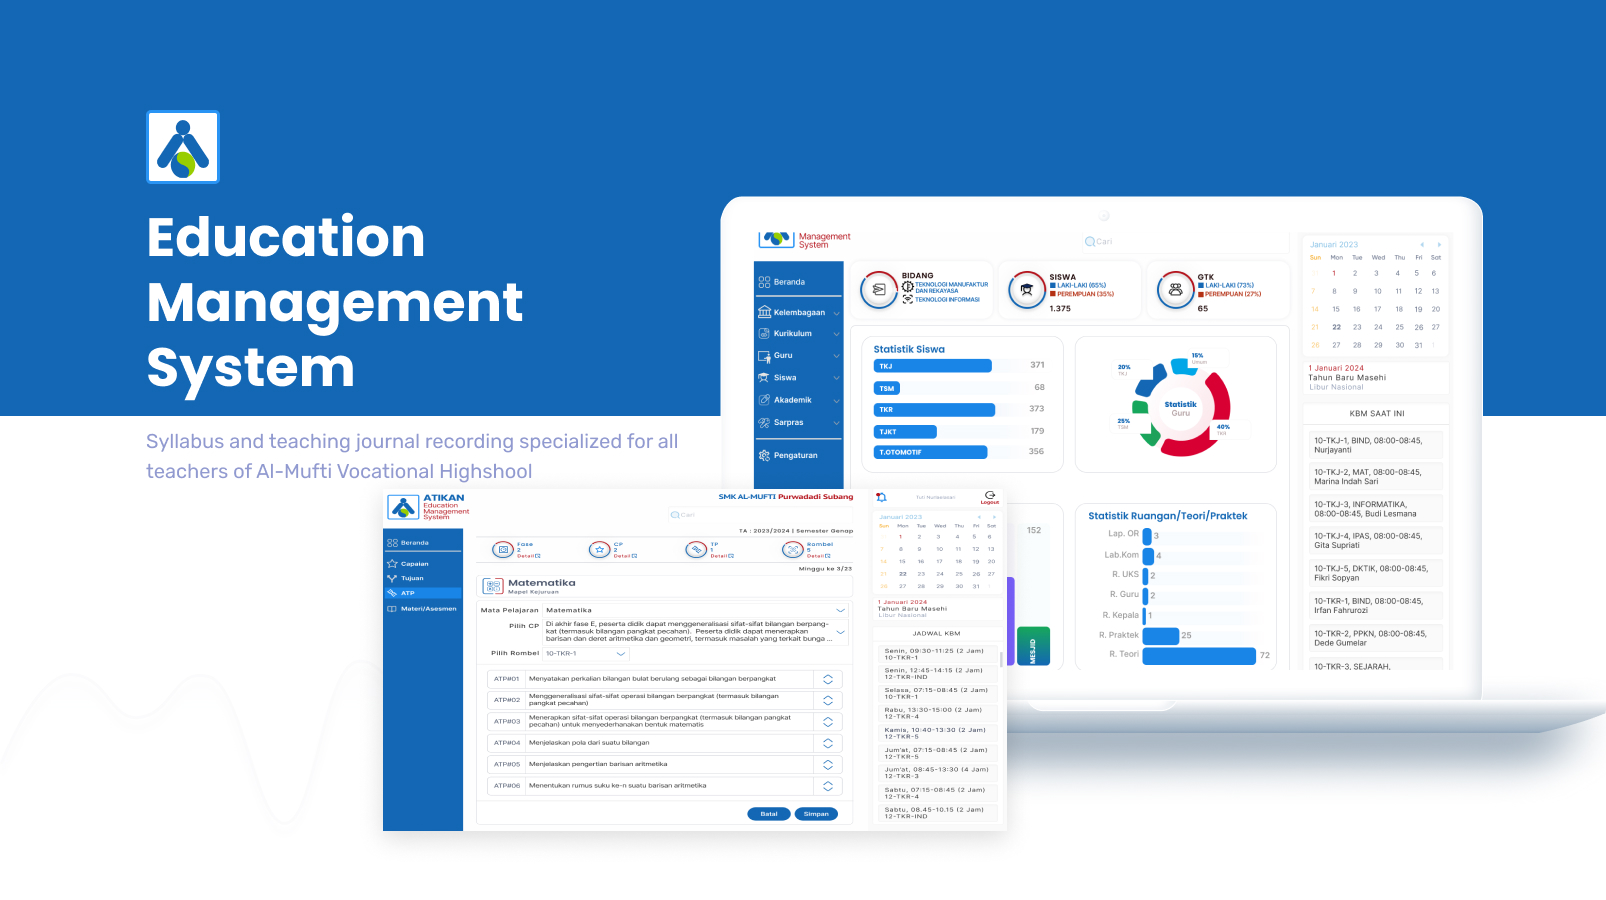 Education
Management
System
Syllabus and teaching journal recording specialized for all
teachers of Al-Mufti Vocational Highshool
Management
System
Cari
Beranda
Kelembagaan
Kurikulum
Guru
Siswa
Akademik
Sarpras
Pengaturan
BIDANG
TEKNOLOGI MANUFAKTUR
DAN REKAYASA
TEKNOLOGI INFORMASI
SISWA
LAKI-LAKI (65%)
PEREMPUAN (35%)
1.375
GTK
LAKI-LAKI (73%)
PEREMPUAN (27%)
65
Statistik Siswa
TKJ 371
TSM 68
TKR 373
TJKT 179
T.OTOMOTIF 356
15%
Umum
20%
TKJ
Statistik
Guru
25%
TSM
40%
TKR
152
MESJID
Statistik Ruangan/Teori/Praktek
Lap. OR 3
Lab.Kom 4
R. UKS 2
R. Guru 2
R. Kepala 1
R. Praktek 25
R. Teori 72
Januari 2023
Sun Mon Tue Wed Thu Fri Sat
1 2 3 4 5 6
7 8 9 10 11 12 13
14 15 16 17 18 19 20
21 22 23 24 25 26 27
26 27 28 29 30 31 1
1 Januari 2024
Tahun Baru Masehi
Libur Nasional
KBM SAAT INI
10-TKJ-1, BIND, 08:00-08:45,
Nurjayanti
10-TKJ-2, MAT, 08:00-08:45,
Marina Indah Sari
10-TKJ-3, INFORMATIKA,
08:00-08:45, Budi Lesmana
10-TKJ-4, IPAS, 08:00-08:45,
Gita Supriati
10-TKJ-5, DKTIK, 08:00-08:45,
Fikri Sopyan
10-TKR-1, BIND, 08:00-08:45,
Irfan Fahrurozi
10-TKR-2, PPKN, 08:00-08:45,
Dede Gumelar
10-TKR-3, SEJARAH,
ATIKAN
Education
Management
System
SMK AL-MUFTI Purwadadi Subang
Cari
TA : 2023/2024 | Semester Genap
Beranda
Capaian
Tujuan
ATP
Materi/Asesmen
Fase
2
Detail
CP
2
Detail
TP
1
Detail
Rombel
5
Detail
Minggu ke 3/23
Matematika
Mapel Kejuruan
Mata Pelajaran Matematika
Pilih CP Di akhir fase E, peserta didik dapat menggeneralisasi sifat-sifat bilangan berpang-
kat (termasuk bilangan pangkat pecahan). Peserta didik dapat menerapkan
barisan dan deret aritmetika dan geometri, termasuk masalah yang terkait bunga ...
Pilih Rombel 10-TKR-1
ATP#01 Menyatakan perkalian bilangan bulat berulang sebagai bilangan berpangkat
ATP#02 Menggeneralisasi sifat-sifat operasi bilangan berpangkat (termasuk bilangan
pangkat pecahan)
ATP#03 Menerapkan sifat-sifat operasi bilangan berpangkat (termasuk bilangan pangkat
pecahan) untuk menyederhanakan bentuk matematis
ATP#04 Menjelaskan pola dari suatu bilangan
ATP#05 Menjelaskan pengertian barisan aritmetika
ATP#06 Menentukan rumus suku ke-n suatu barisan aritmetika
Batal Simpan
Logout
Januari 2023
Sun Mon Tue Wed Thu Fri Sat
1 2 3 4 5 6
7 8 9 10 11 12 13
14 15 16 17 18 19 20
21 22 23 24 25 26 27
26 27 28 29 30 31
1 Januari 2024
Tahun Baru Masehi
Libur Nasional
JADWAL KBM
Senin, 09:30-11:25 (2 Jam)
10-TKR-1
Senin, 12:45-14:15 (2 Jam)
12-TKR-IND
Selasa, 07:15-08:45 (2 Jam)
10-TKR-1
Rabu, 13:30-15:00 (2 Jam)
12-TKR-4
Kamis, 10:40-13:30 (2 Jam)
12-TKR-5
Jum'at, 07:15-08:45 (2 Jam)
12-TKR-5
Jum'at, 08:45-13:30 (4 Jam)
12-TKR-3
Sabtu, 07:15-08:45 (2 Jam)
12-TKR-4
Sabtu, 08.45-10.15 (2 Jam)
12-TKR-IND